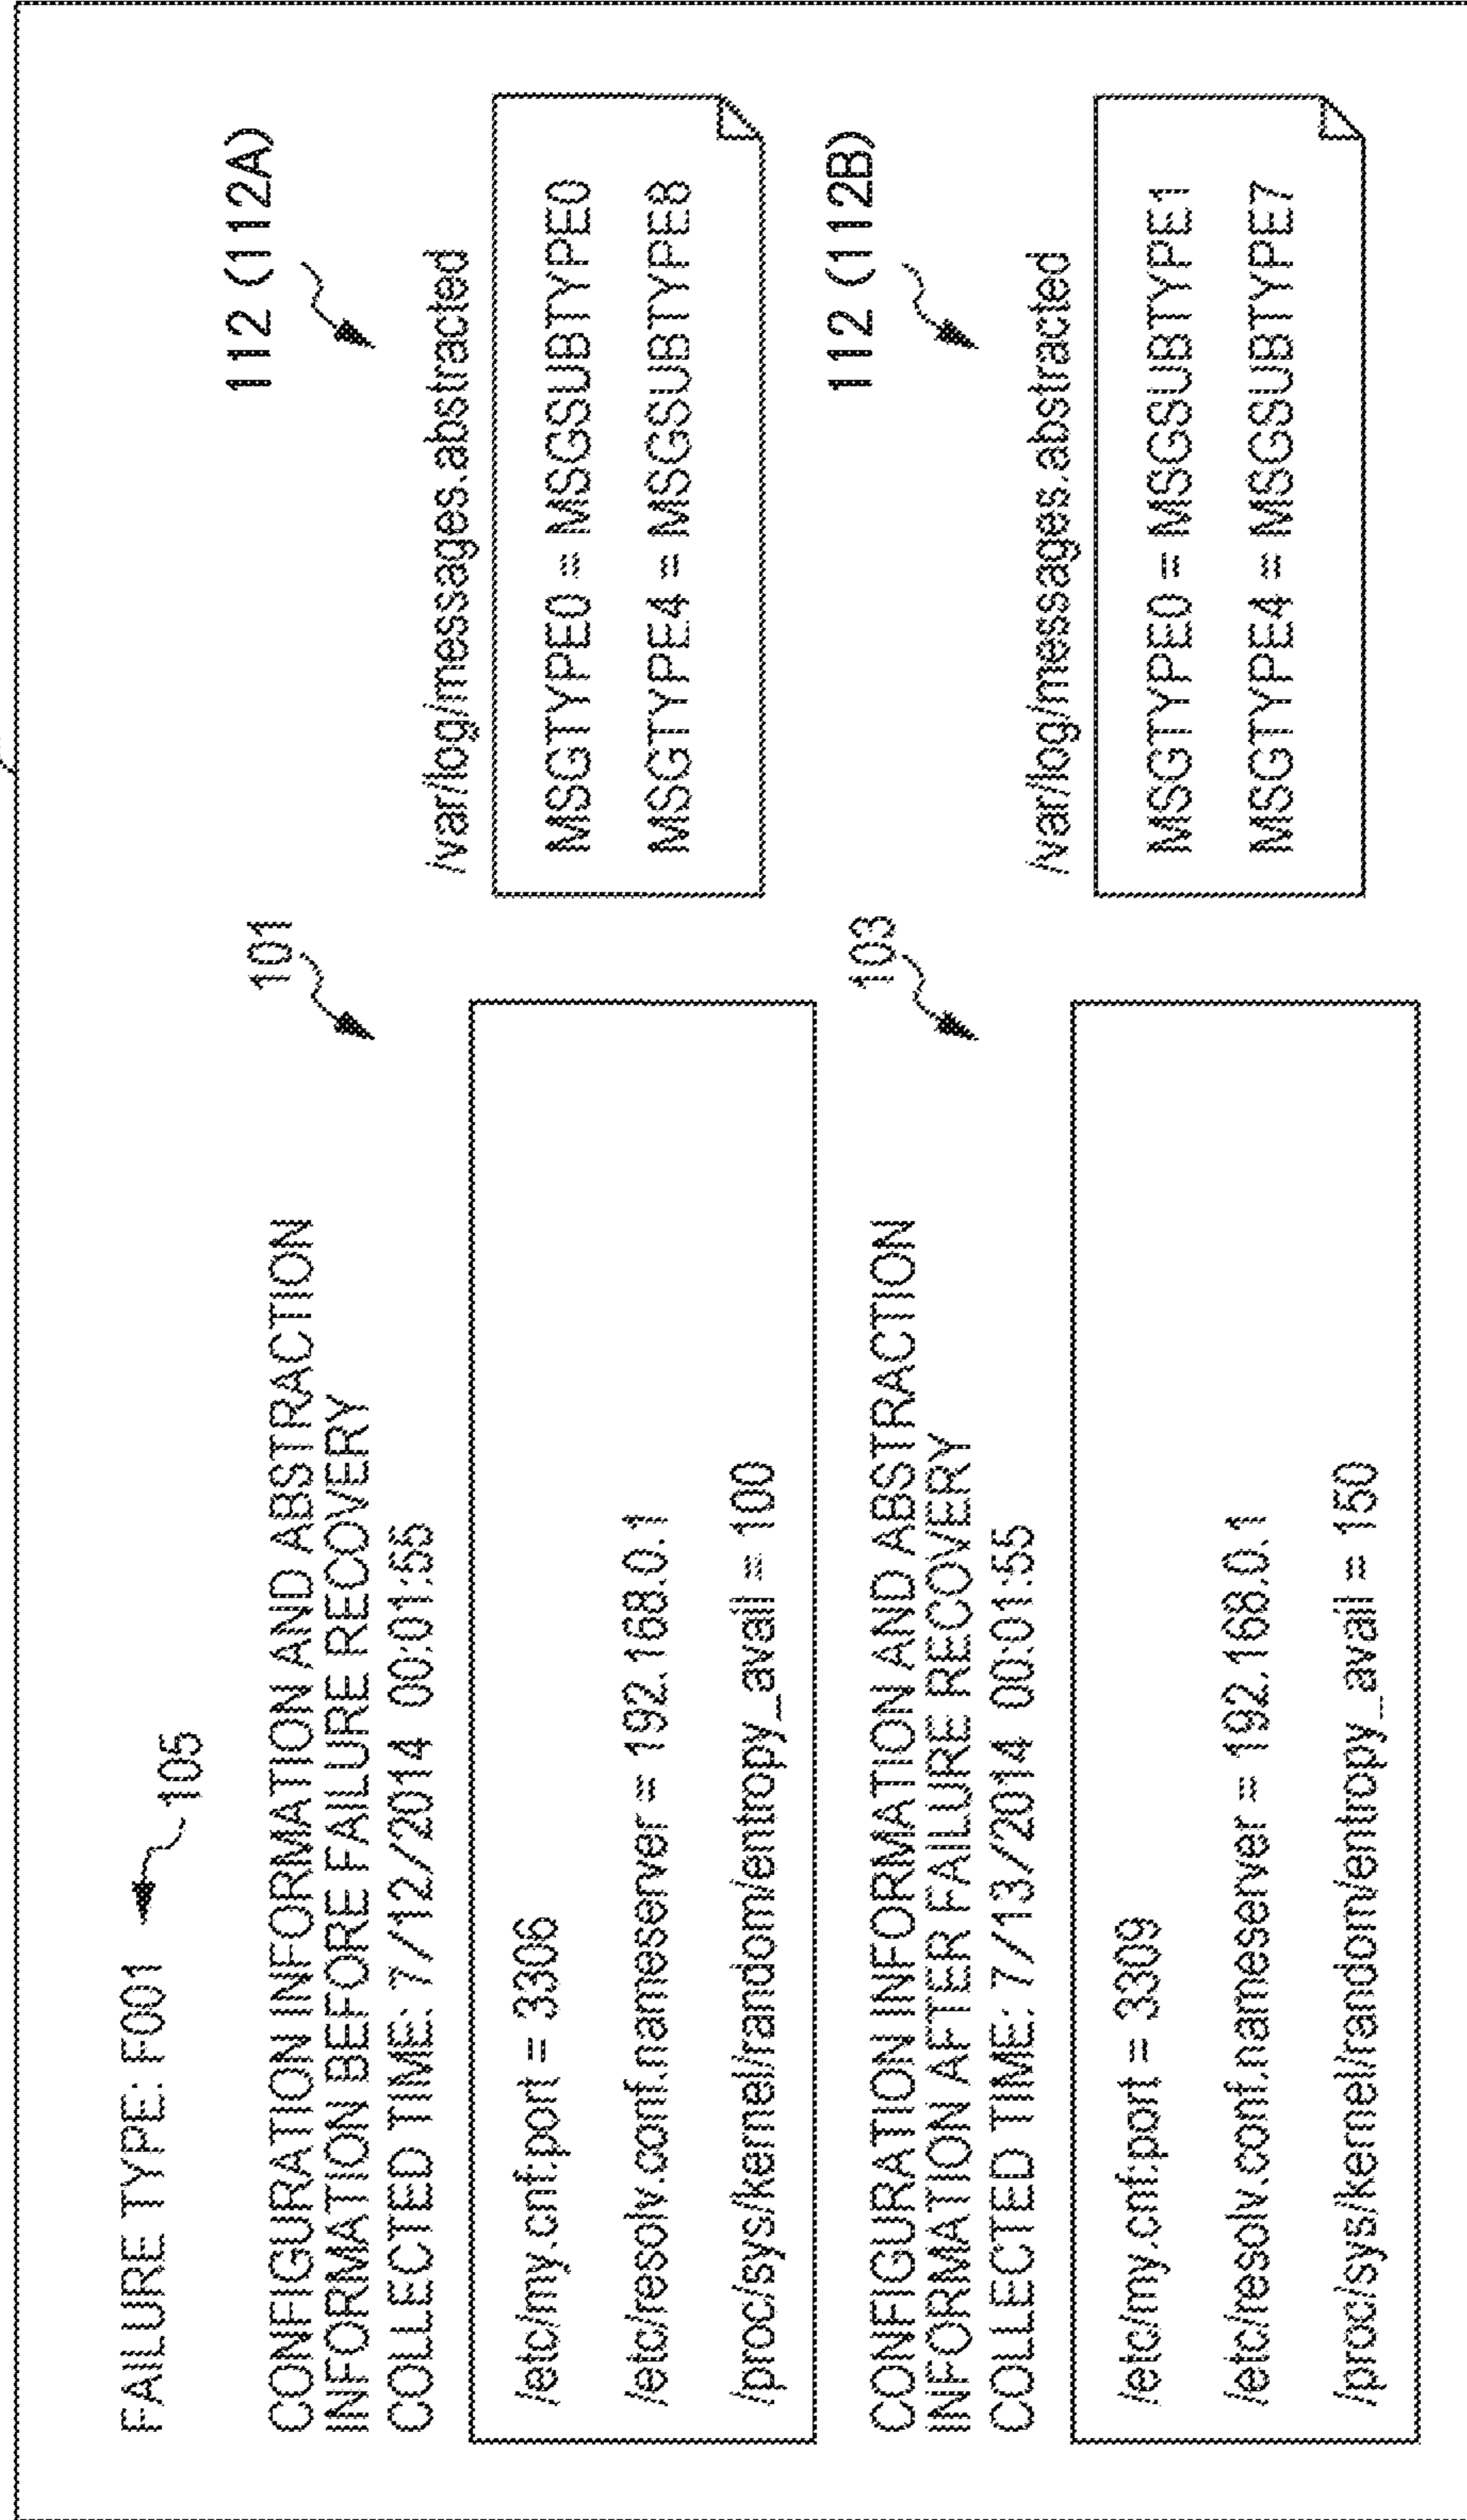 FAILURE TYPE: F001
105
CONFIGURATION INFORMATION AND ABSTRACTION
INFORMATION BEFORE FAILURE RECOVERY
COLLECTED TIME: 7/12/2014 00:01:55
101
/etc/my.cnf:port = 3306
/etc/resolv.conf.nameserver = 192.168.0.1
/proc/sys/kernel/random/entropy_avail = 100
112 (112A)
/var/log/messages.abstracted
MSGTYPE0 = MSGSUBTYPE0
MSGTYPE4 = MSGSUBTYPE8
CONFIGURATION INFORMATION AND ABSTRACTION
INFORMATION AFTER FAILURE RECOVERY
COLLECTED TIME: 7/13/2014 00:01:55
103
/etc/my.cnf:port = 3309
/etc/resolv.conf.nameserver = 192.168.0.1
/proc/sys/kernel/random/entropy_avail = 150
112 (112B)
/var/log/messages.abstracted
MSGTYPE0 = MSGSUBTYPE1
MSGTYPE4 = MSGSUBTYPE7